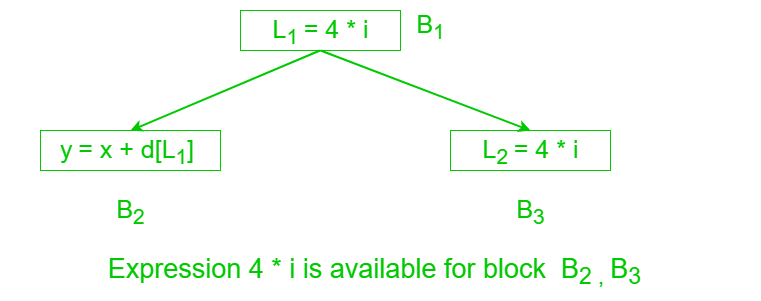 L₁ = 4 * i
B₁
y = x + d[L₁]
L₂ = 4 * i
B₂
B₃
Expression 4 * i is available for block B₂ , B₃